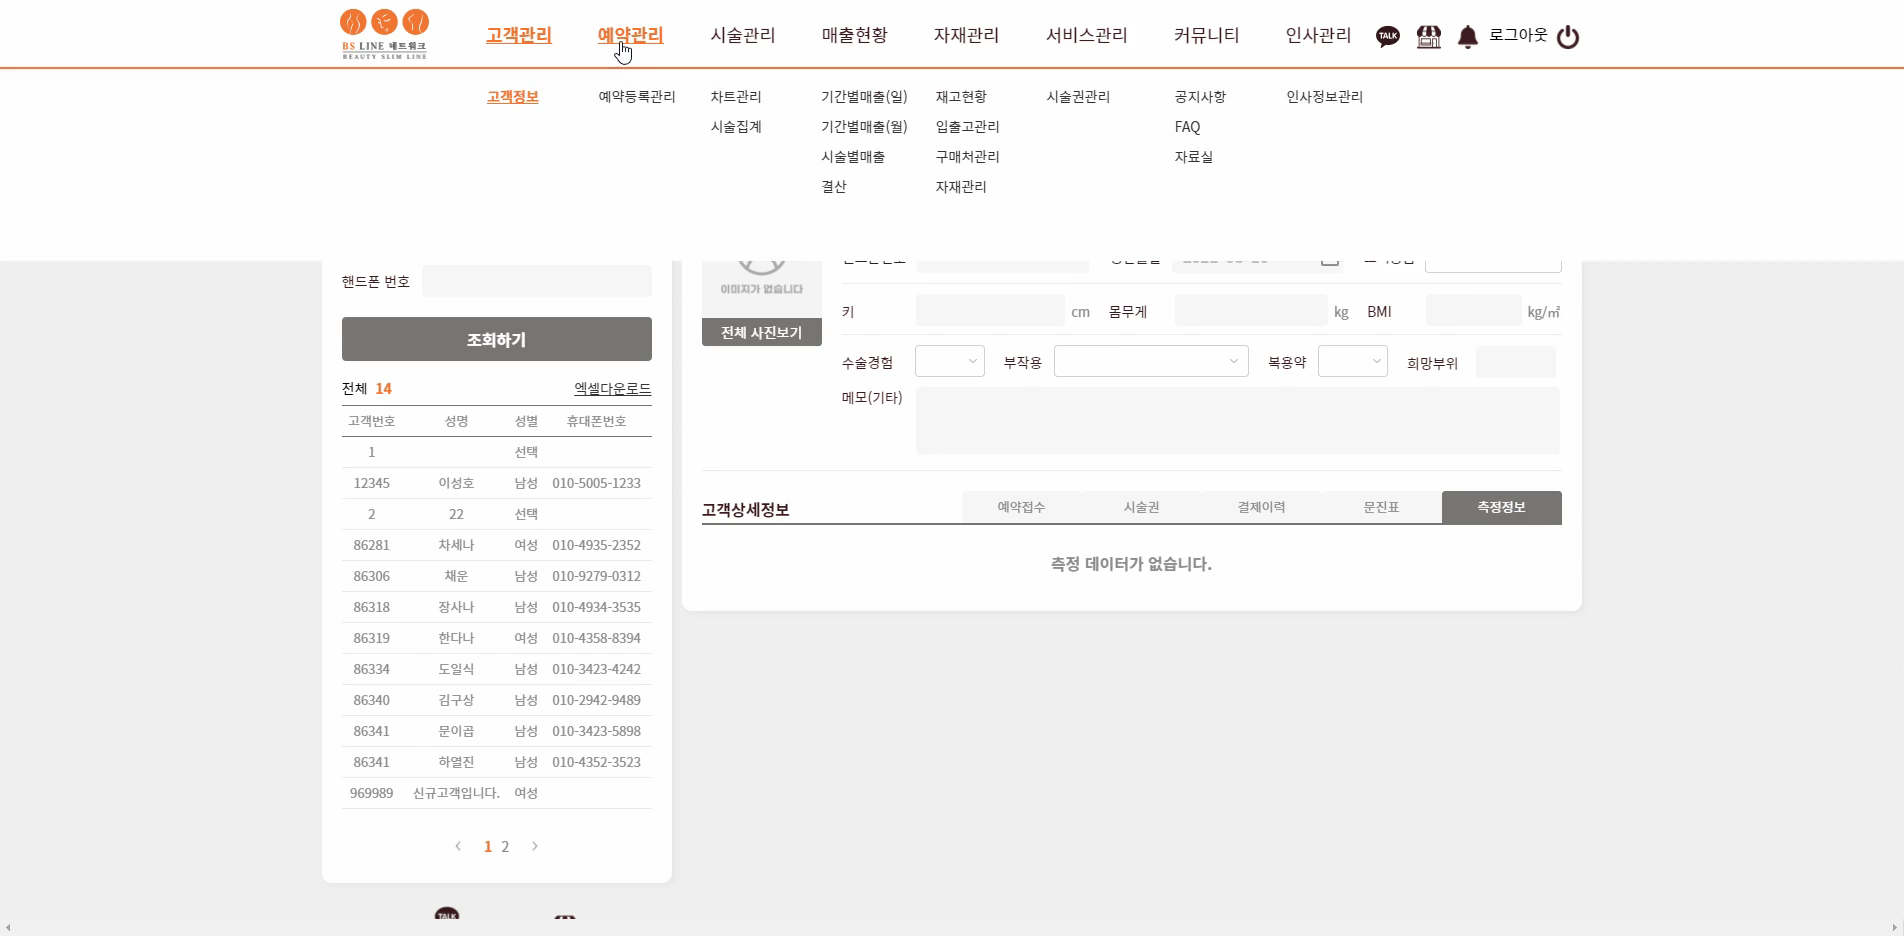 BS LINE 네트워크
BEAUTY SLIM LINE
고객관리 예약관리 시술관리 매출현황 자재관리 서비스관리 커뮤니티 인사관리 TALK 로그아웃
고객정보 예약등록관리 차트관리 기간별매출(일) 재고현황 시술권관리 공지사항 인사정보관리
시술집계 기간별매출(월) 입출고관리 FAQ
시술별매출 구매처관리 자료실
결산 자재관리
핸드폰 번호
조회하기
전체 14 엑셀다운로드
고객번호 성명 성별 휴대폰번호
1 선택
12345 이성호 남성 010-5005-1233
2 22 선택
86281 차세나 여성 010-4935-2352
86306 채운 남성 010-9279-0312
86318 장사나 남성 010-4934-3535
86319 한다나 여성 010-4358-8394
86334 도일식 남성 010-3423-4242
86340 김구상 남성 010-2942-9489
86341 문이곱 남성 010-3423-5898
86341 하열진 남성 010-4352-3523
969989 신규고객입니다. 여성
1 2
이미지가 없습니다
전체 사진보기
키 cm 몸무게 kg BMI kg/㎡
수술경험 부작용 복용약 희망부위
메모(기타)
고객상세정보 예약접수 시술권 결제이력 문진표 측정정보
측정 데이터가 없습니다.
TALK